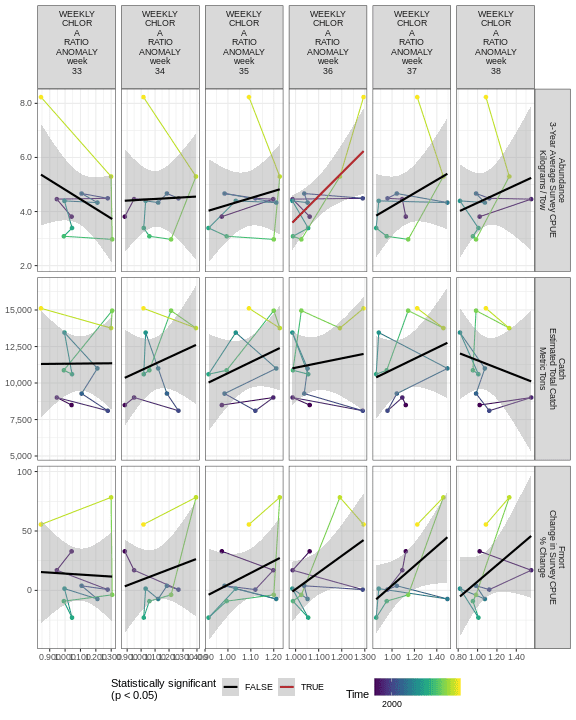 WEEKLY WEEKLY WEEKLY WEEKLY WEEKLY WEEKLY
CHLOR CHLOR CHLOR CHLOR CHLOR CHLOR
A A A A A A
RATIO RATIO RATIO RATIO RATIO RATIO
ANOMALY ANOMALY ANOMALY ANOMALY ANOMALY ANOMALY
week week week week week week
33 34 35 36 37 38
8.0
6.0
4.0
2.0
Abundance
3-Year Average Survey CPUE
Kilograms / Tow
15,000
12,500
10,000
7,500
5,000
Catch
Estimated Total Catch
Metric Tons
100
50
0
Fmort
Change in Survey CPUE
% Change
1.00 1.10 1.20 1.000 1.100 1.200 1.300 1.00 1.20 1.40 0.80 1.00 1.20 1.40
Statistically significant
(p < 0.05)
FALSE TRUE
Time
2000